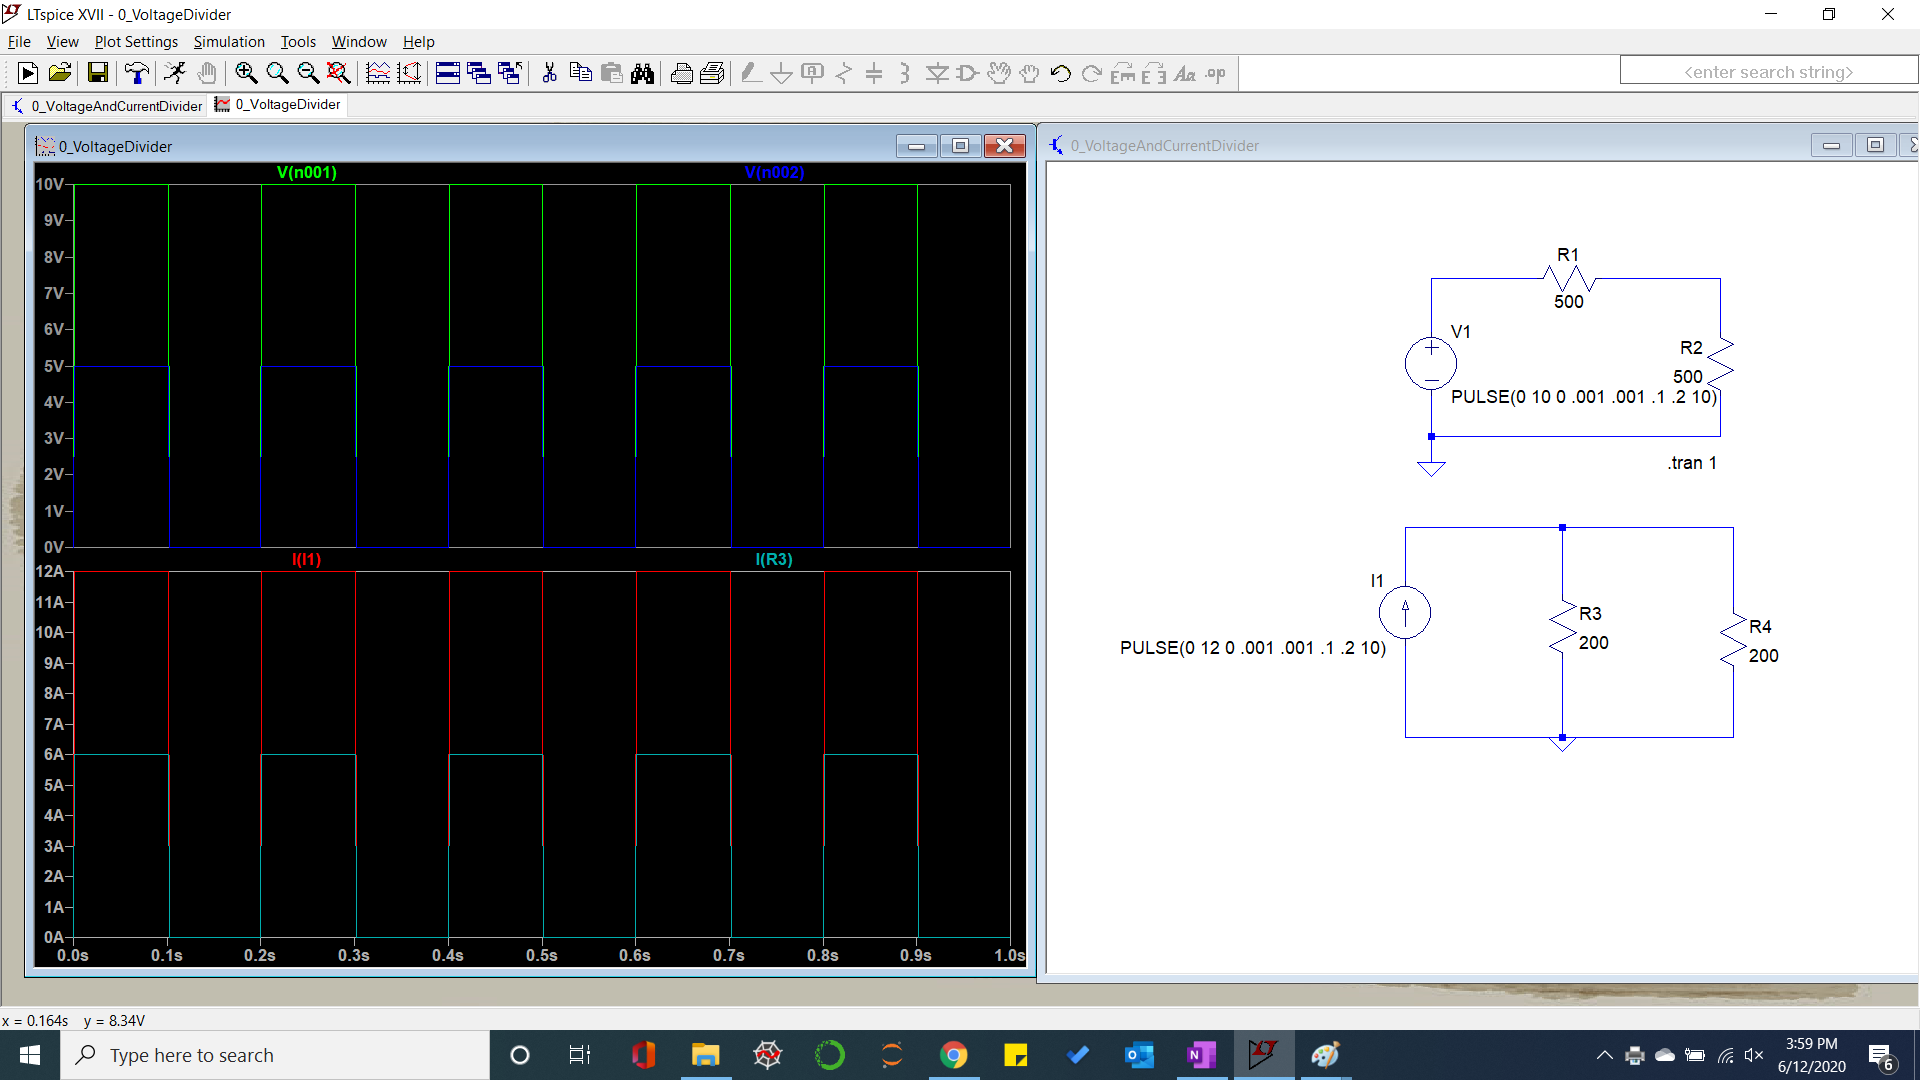 LTspice XVII - 0_VoltageDivider
File View Plot Settings Simulation Tools Window Help
<enter search string>
0_VoltageAndCurrentDivider 0_VoltageDivider
0_VoltageDivider
V(n001) V(n002)
10V
9V
8V
7V
6V
5V
4V
3V
2V
1V
0V
I(I1) I(R3)
12A
11A
10A
9A
8A
7A
6A
5A
4A
3A
2A
1A
0A
0.0s 0.1s 0.2s 0.3s 0.4s 0.5s 0.6s 0.7s 0.8s 0.9s 1.0s
0_VoltageAndCurrentDivider
R1
500
V1
R2
500
PULSE(0 10 0 .001 .001 .1 .2 10)
.tran 1
I1
R3
200
R4
200
PULSE(0 12 0 .001 .001 .1 .2 10)
x = 0.164s y = 8.34V
Type here to search
3:59 PM
6/12/2020
6